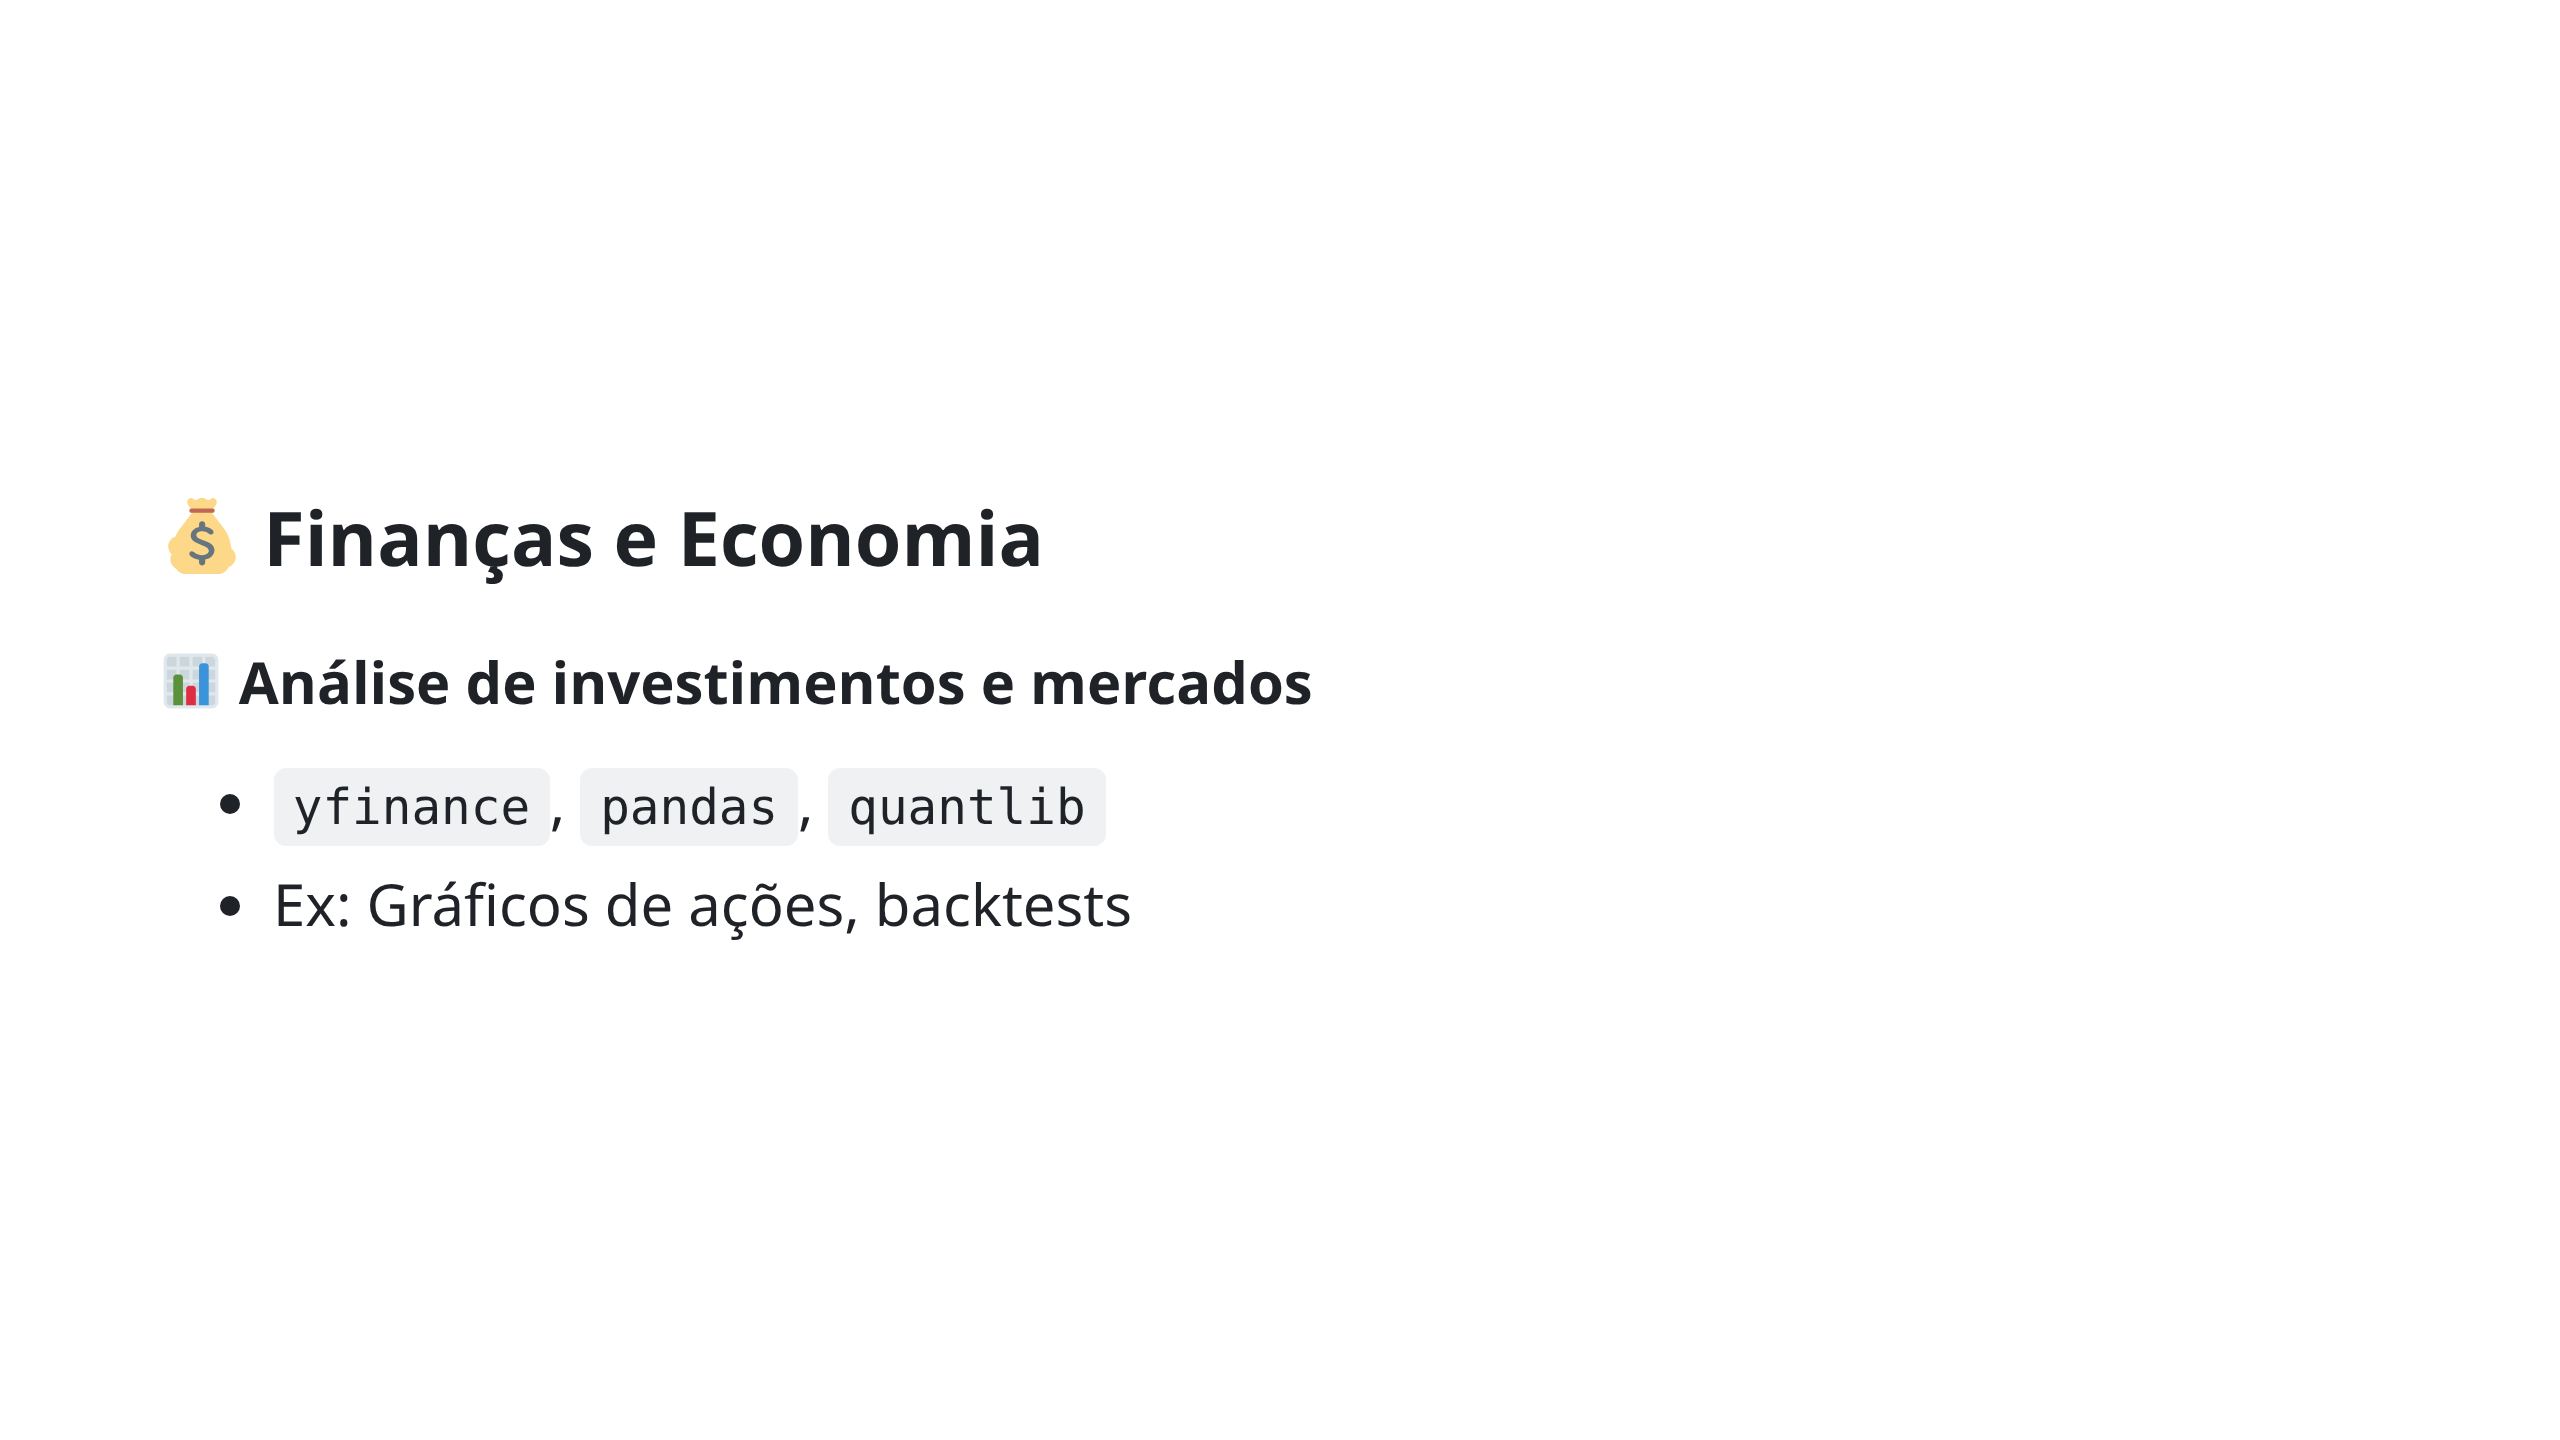 💰 Finanças e Economia
📊 Análise de investimentos e mercados
• yfinance, pandas, quantlib
• Ex: Gráficos de ações, backtests